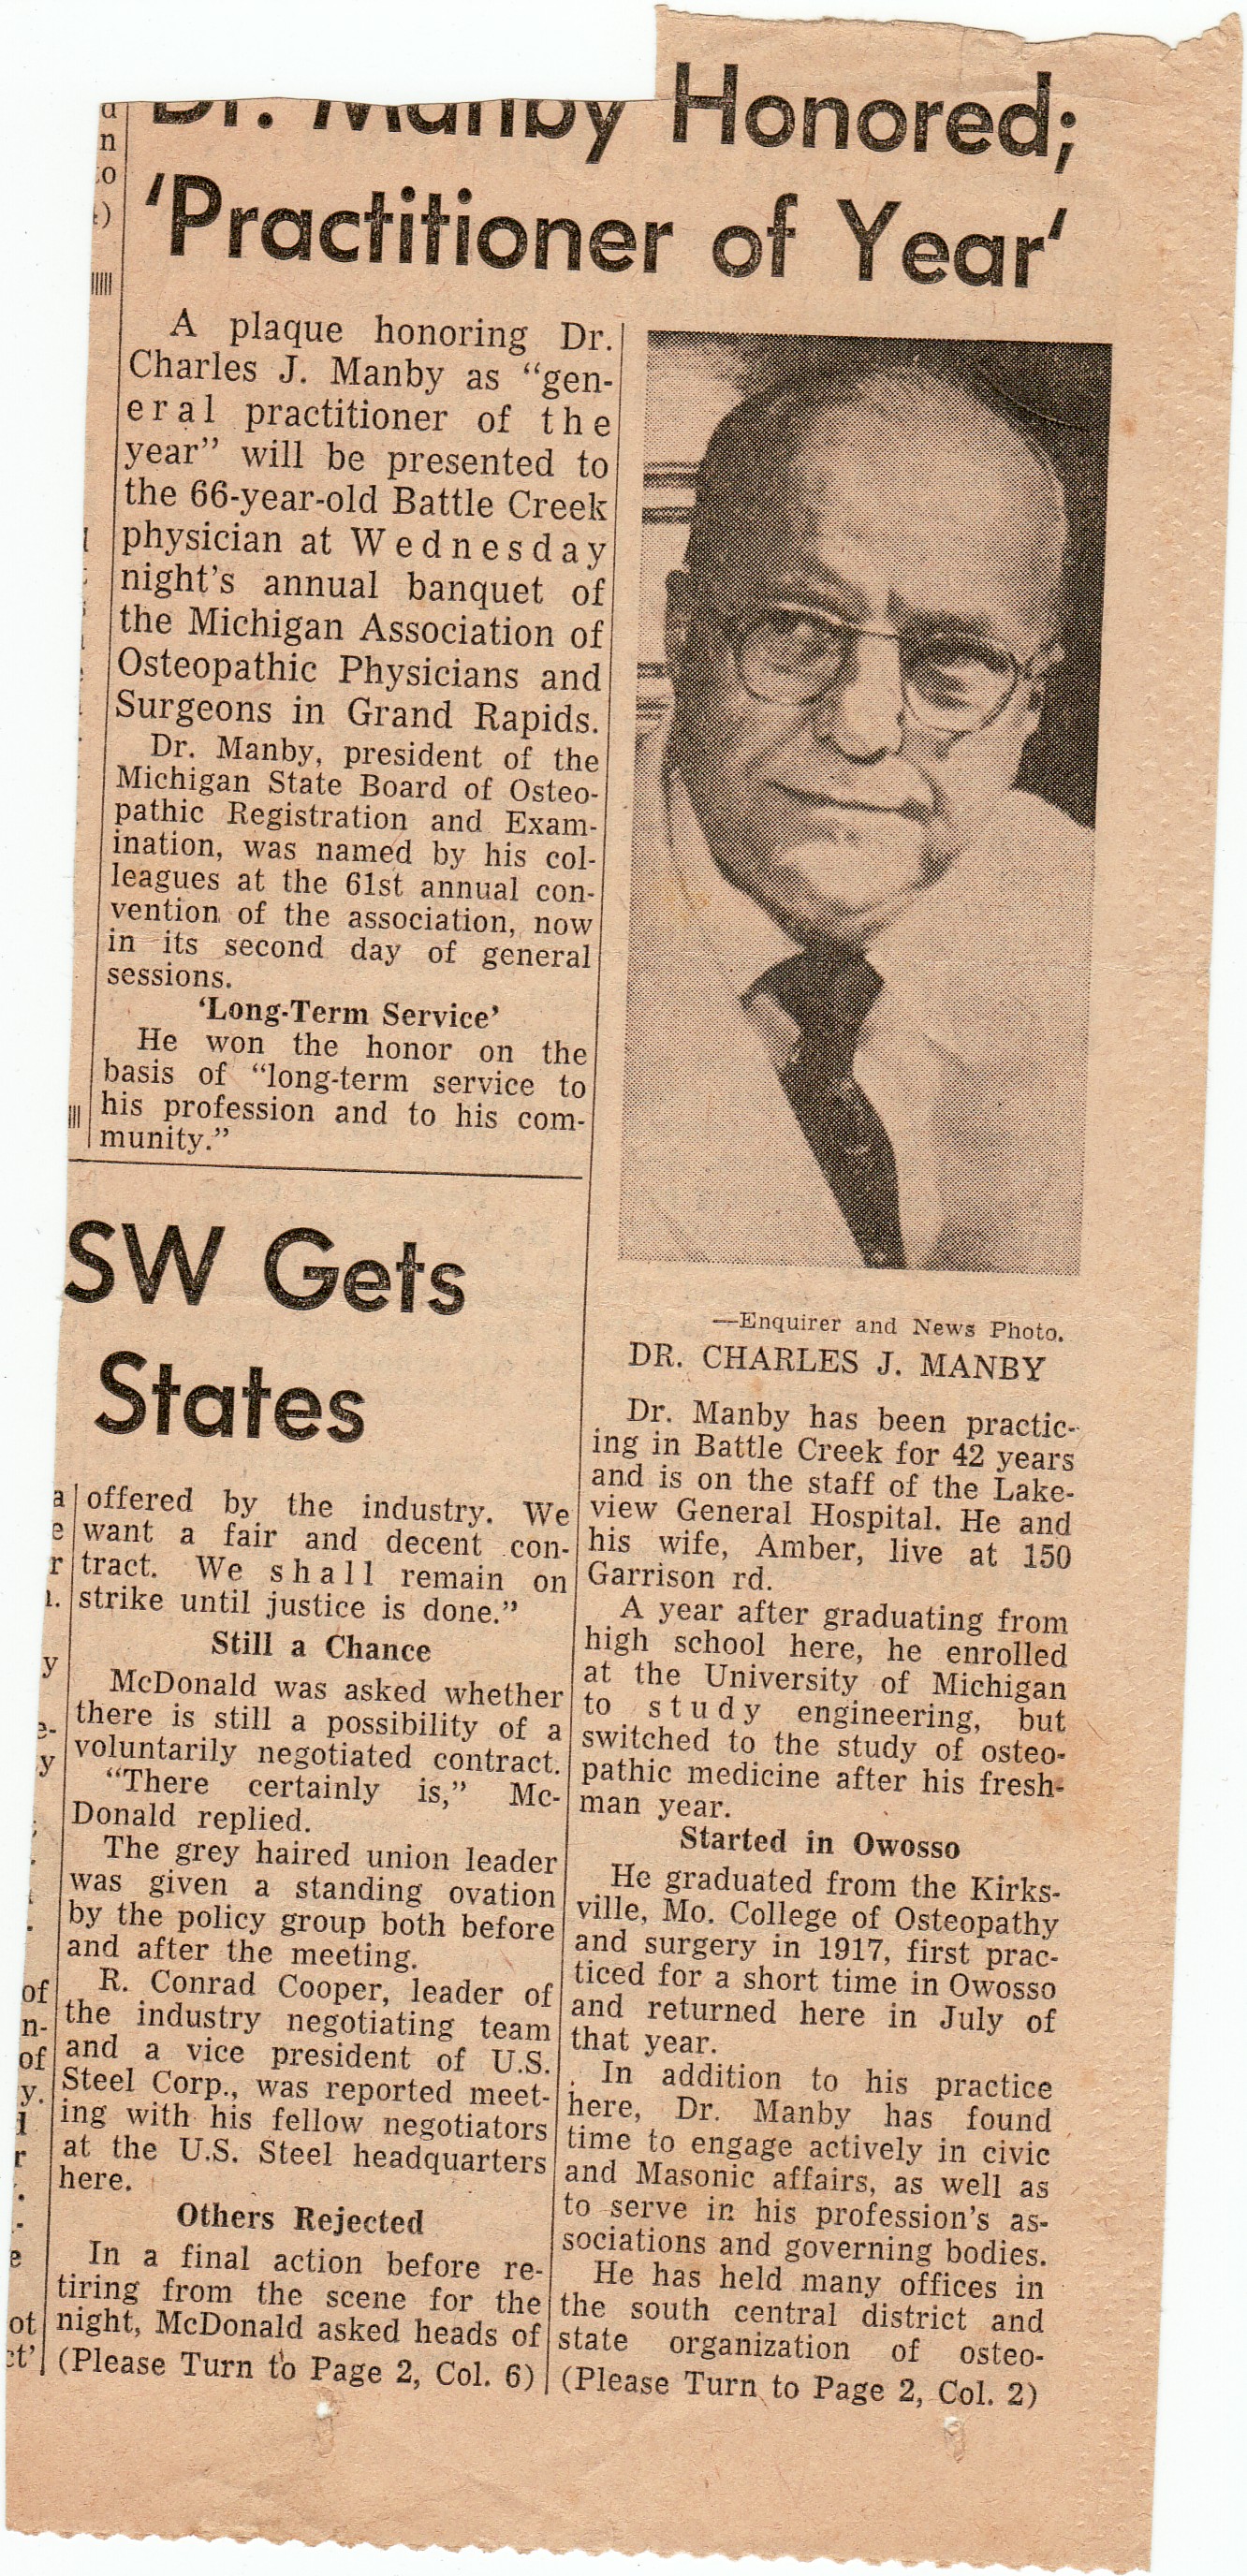 Dr. Manby Honored;
'Practitioner of Year'
A plaque honoring Dr.
Charles J. Manby as "gen-
eral practitioner of the
year" will be presented to
the 66-year-old Battle Creek
physician at Wednesday
night's annual banquet of
the Michigan Association of
Osteopathic Physicians and
Surgeons in Grand Rapids.
Dr. Manby, president of the
Michigan State Board of Osteo-
pathic Registration and Exam-
ination, was named by his col-
leagues at the 61st annual con-
vention of the association, now
in its second day of general
sessions.
'Long-Term Service'
He won the honor on the
basis of "long-term service to
his profession and to his com-
munity."
—Enquirer and News Photo.
DR. CHARLES J. MANBY
Dr. Manby has been practic-
ing in Battle Creek for 42 years
and is on the staff of the Lake-
view General Hospital. He and
his wife, Amber, live at 150
Garrison rd.
A year after graduating from
high school here, he enrolled
at the University of Michigan
to study engineering, but
switched to the study of osteo-
pathic medicine after his fresh-
man year.
Started in Owosso
He graduated from the Kirks-
ville, Mo. College of Osteopathy
and surgery in 1917, first prac-
ticed for a short time in Owosso
and returned here in July of
that year.
In addition to his practice
here, Dr. Manby has found
time to engage actively in civic
and Masonic affairs, as well as
to serve in his profession's as-
sociations and governing bodies.
He has held many offices in
the south central district and
state organization of osteo-
(Please Turn to Page 2, Col. 2)
SW Gets
States
offered by the industry. We
want a fair and decent con-
tract. We shall remain on
strike until justice is done."
Still a Chance
McDonald was asked whether
there is still a possibility of a
voluntarily negotiated contract.
"There certainly is," Mc-
Donald replied.
The grey haired union leader
was given a standing ovation
by the policy group both before
and after the meeting.
R. Conrad Cooper, leader of
the industry negotiating team
and a vice president of U.S.
Steel Corp., was reported meet-
ing with his fellow negotiators
at the U.S. Steel headquarters
here.
Others Rejected
In a final action before re-
tiring from the scene for the
night, McDonald asked heads of
(Please Turn to Page 2, Col. 6)